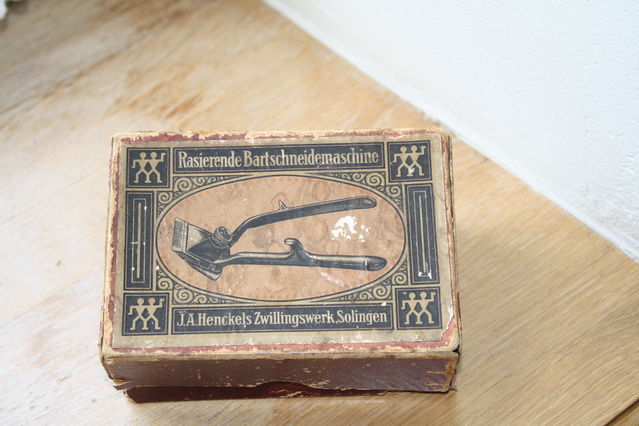 Rasierende Bartschneidemaschine
J.A. Henckels Zwillingswerk, Solingen